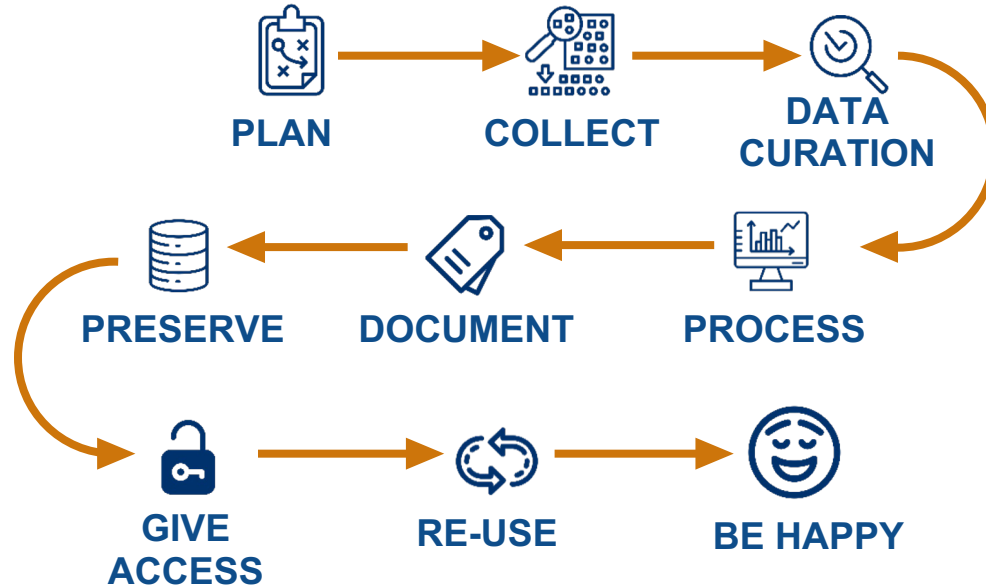 PLAN
COLLECT
DATA
CURATION
PROCESS
DOCUMENT
PRESERVE
GIVE
ACCESS
RE-USE
BE HAPPY